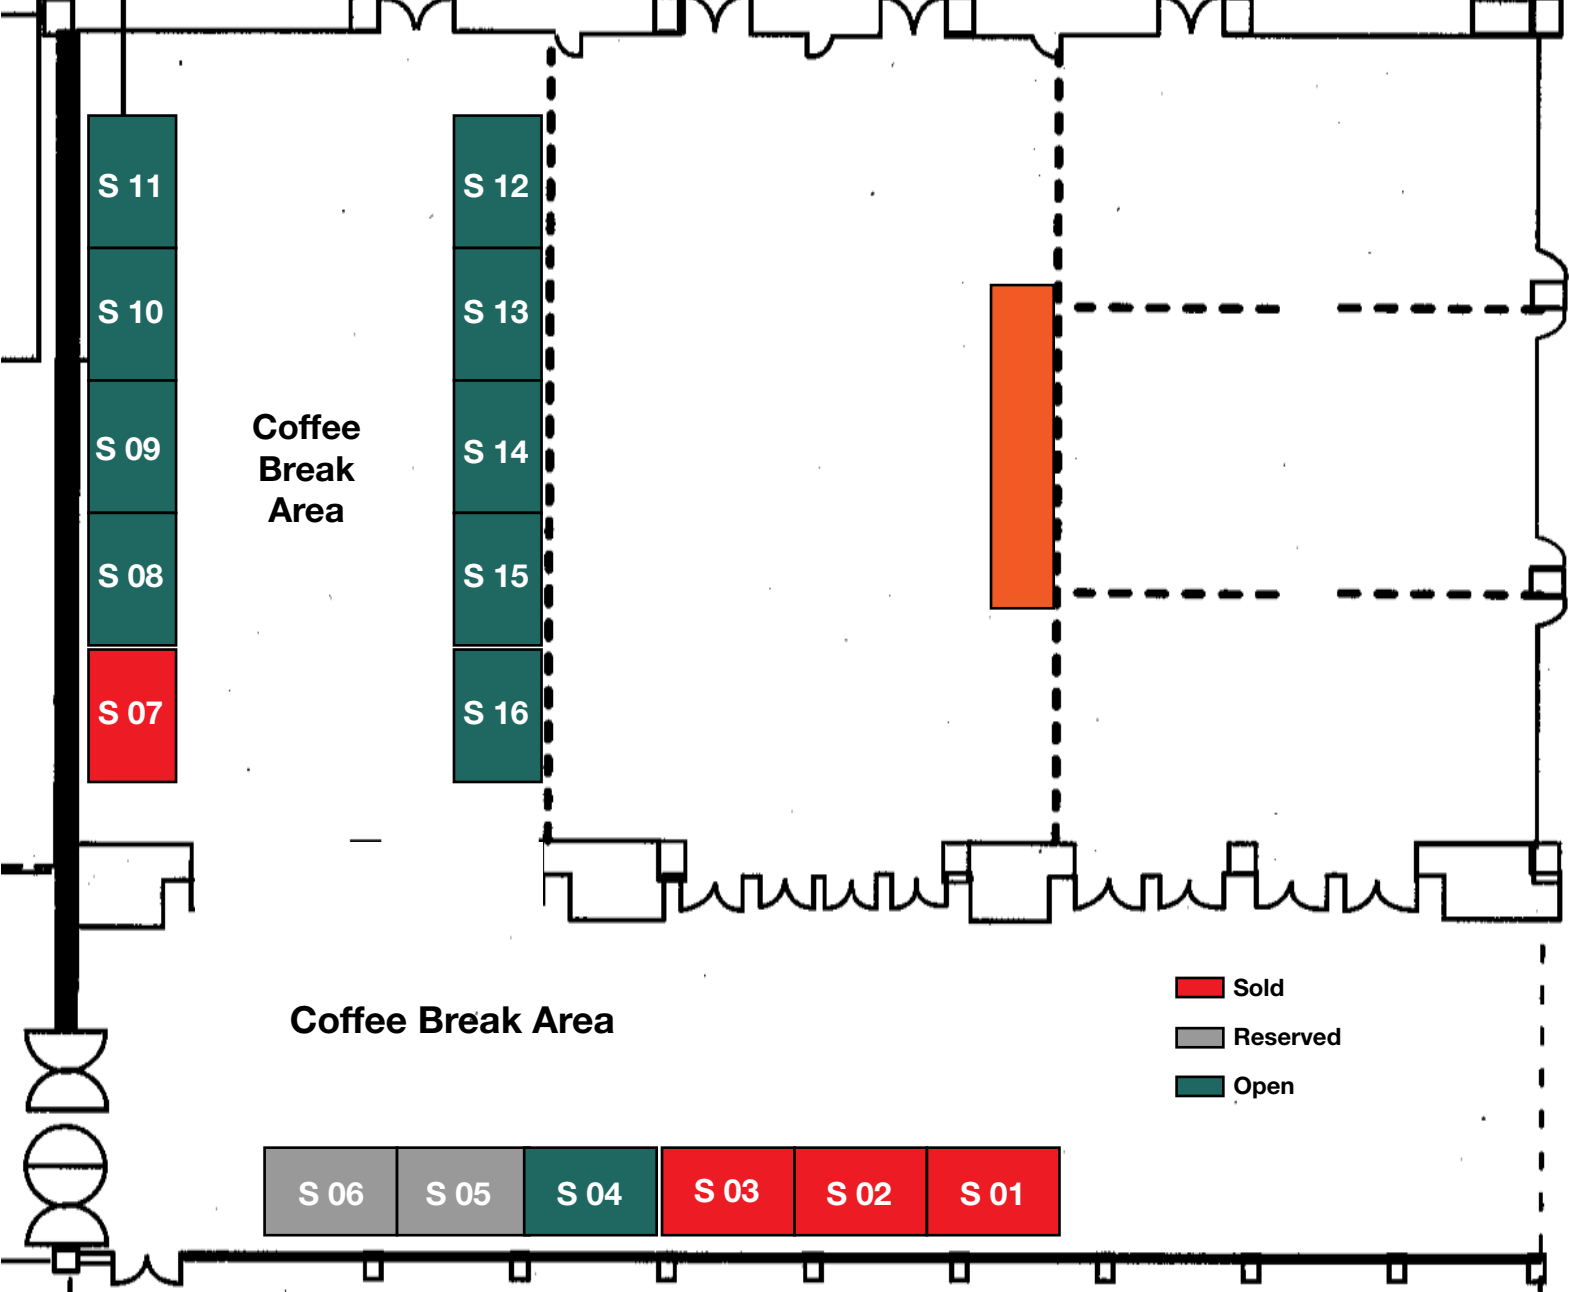 S 11
S 12
S 10
S 13
S 09
S 14
Coffee
Break
Area
S 08
S 15
S 07
S 16
Coffee Break Area
Sold
Reserved
Open
S 06
S 05
S 04
S 03
S 02
S 01